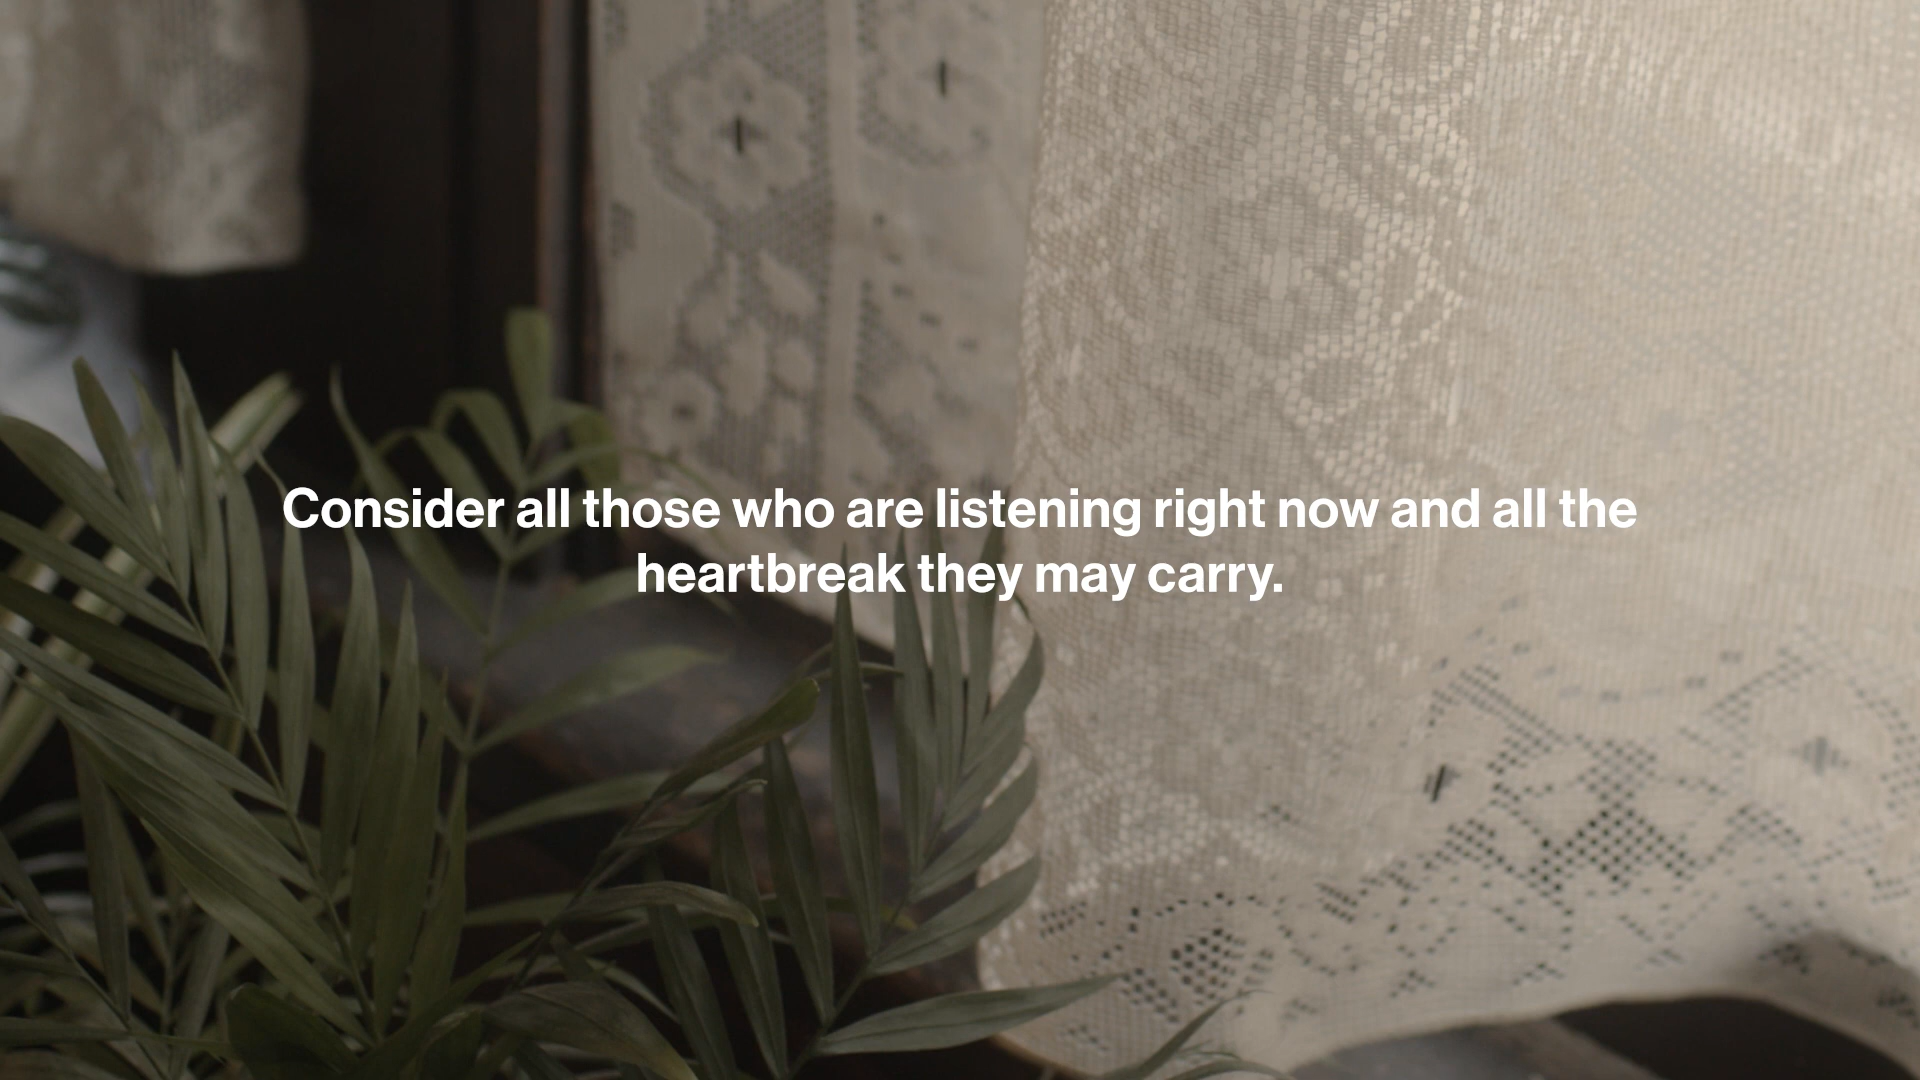 Consider all those who are listening right now and all the
heartbreak they may carry.